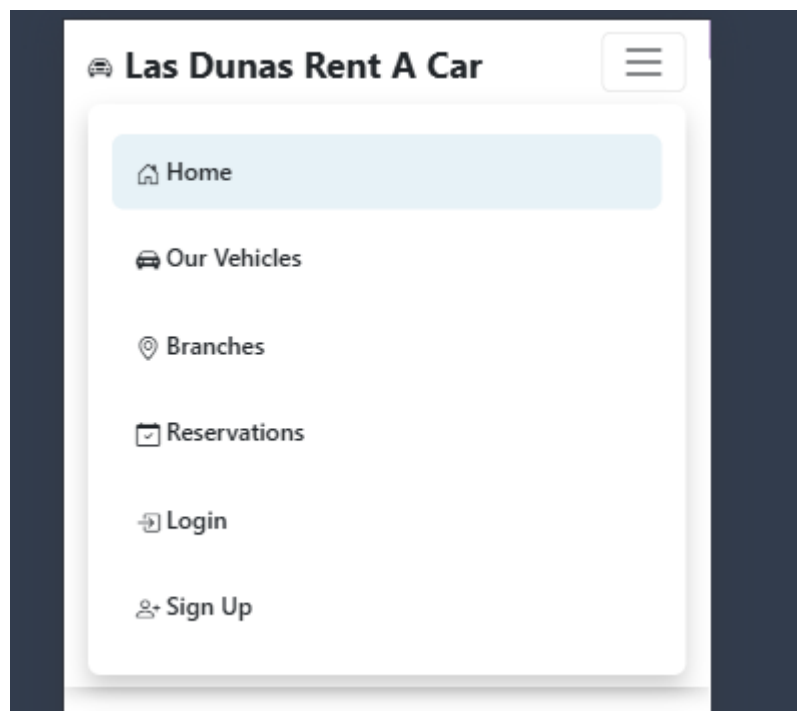 Las Dunas Rent A Car
Home
Our Vehicles
Branches
Reservations
Login
Sign Up